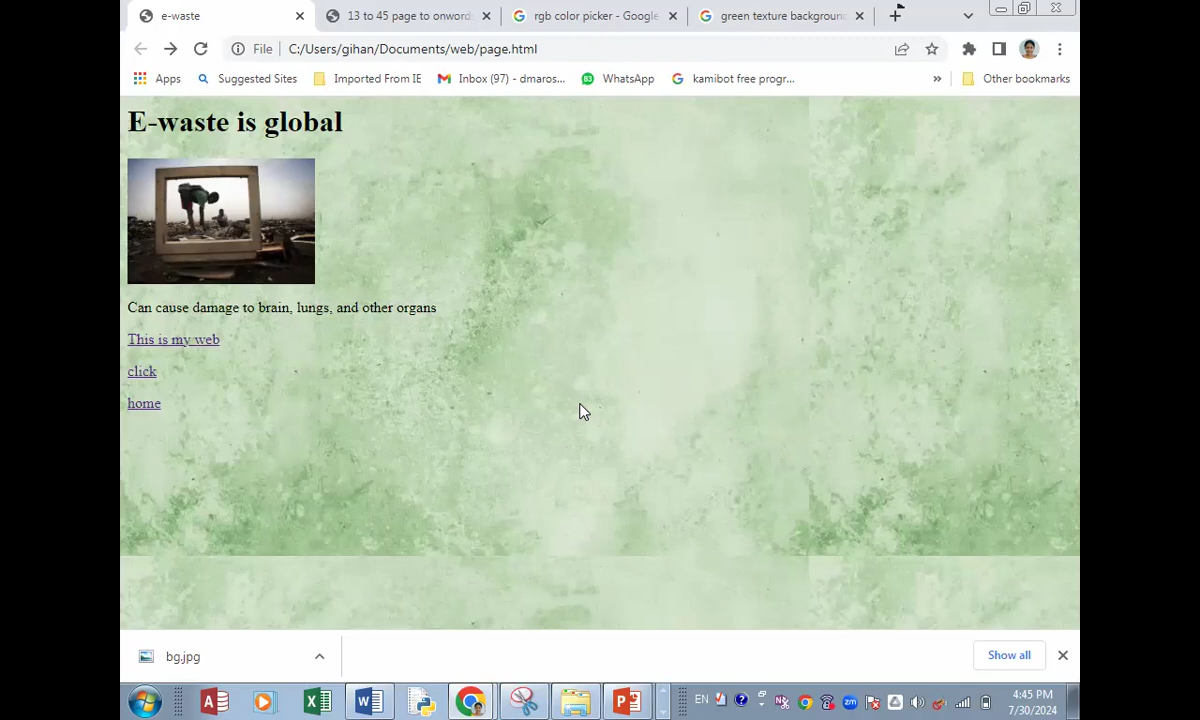 e-waste
13 to 45 page to onword
rgb color picker - Google
green texture background
File
C:/Users/gihan/Documents/web/page.html
Apps
Suggested Sites
Imported From IE
Inbox (97) - dmaros...
WhatsApp
kamibot free progr...
»
Other bookmarks
E-waste is global
Can cause damage to brain, lungs, and other organs
This is my web
click
home
bg.jpg
Show all
EN
4:45 PM
7/30/2024